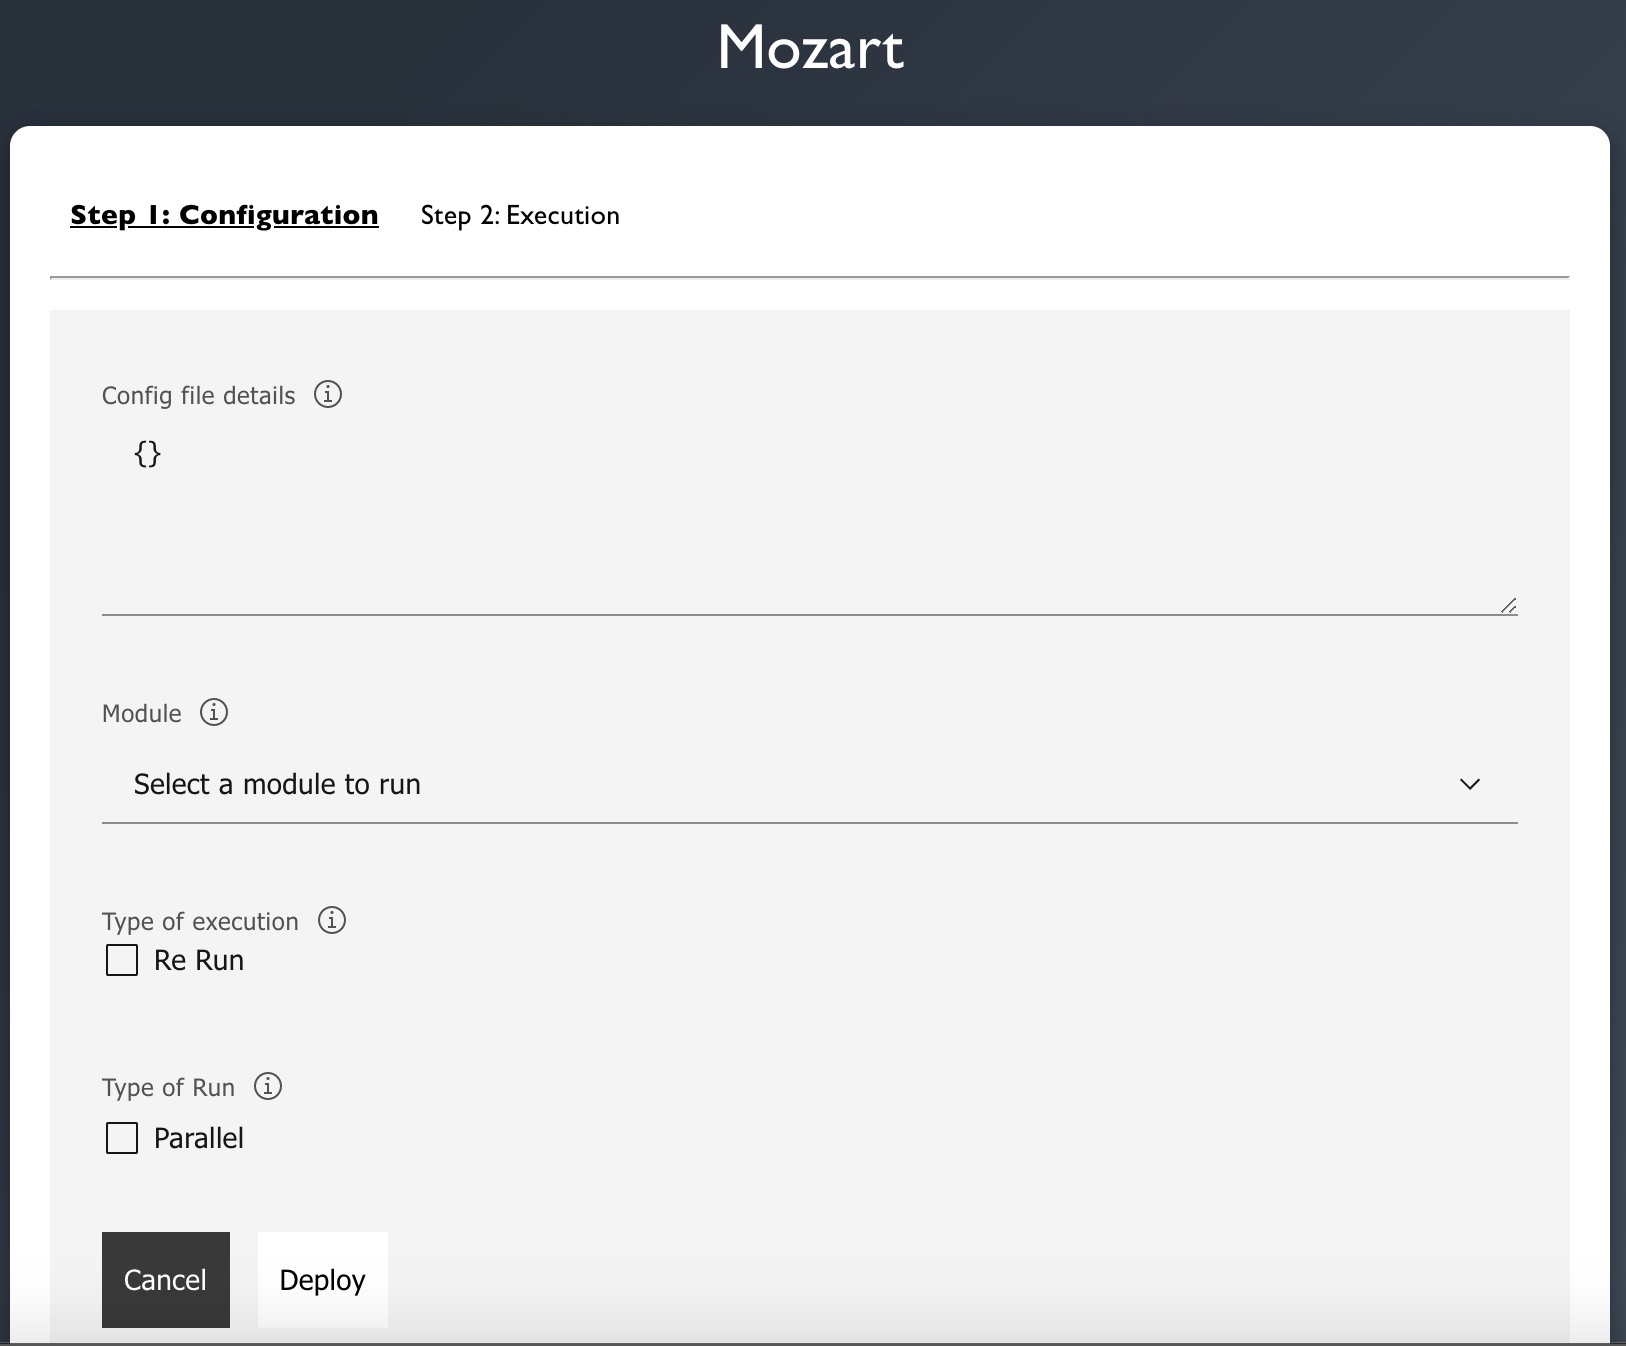 Mozart
Step 1: Configuration Step 2: Execution
Config file details
{}
Module
Select a module to run
Type of execution
Re Run
Type of Run
Parallel
Cancel Deploy